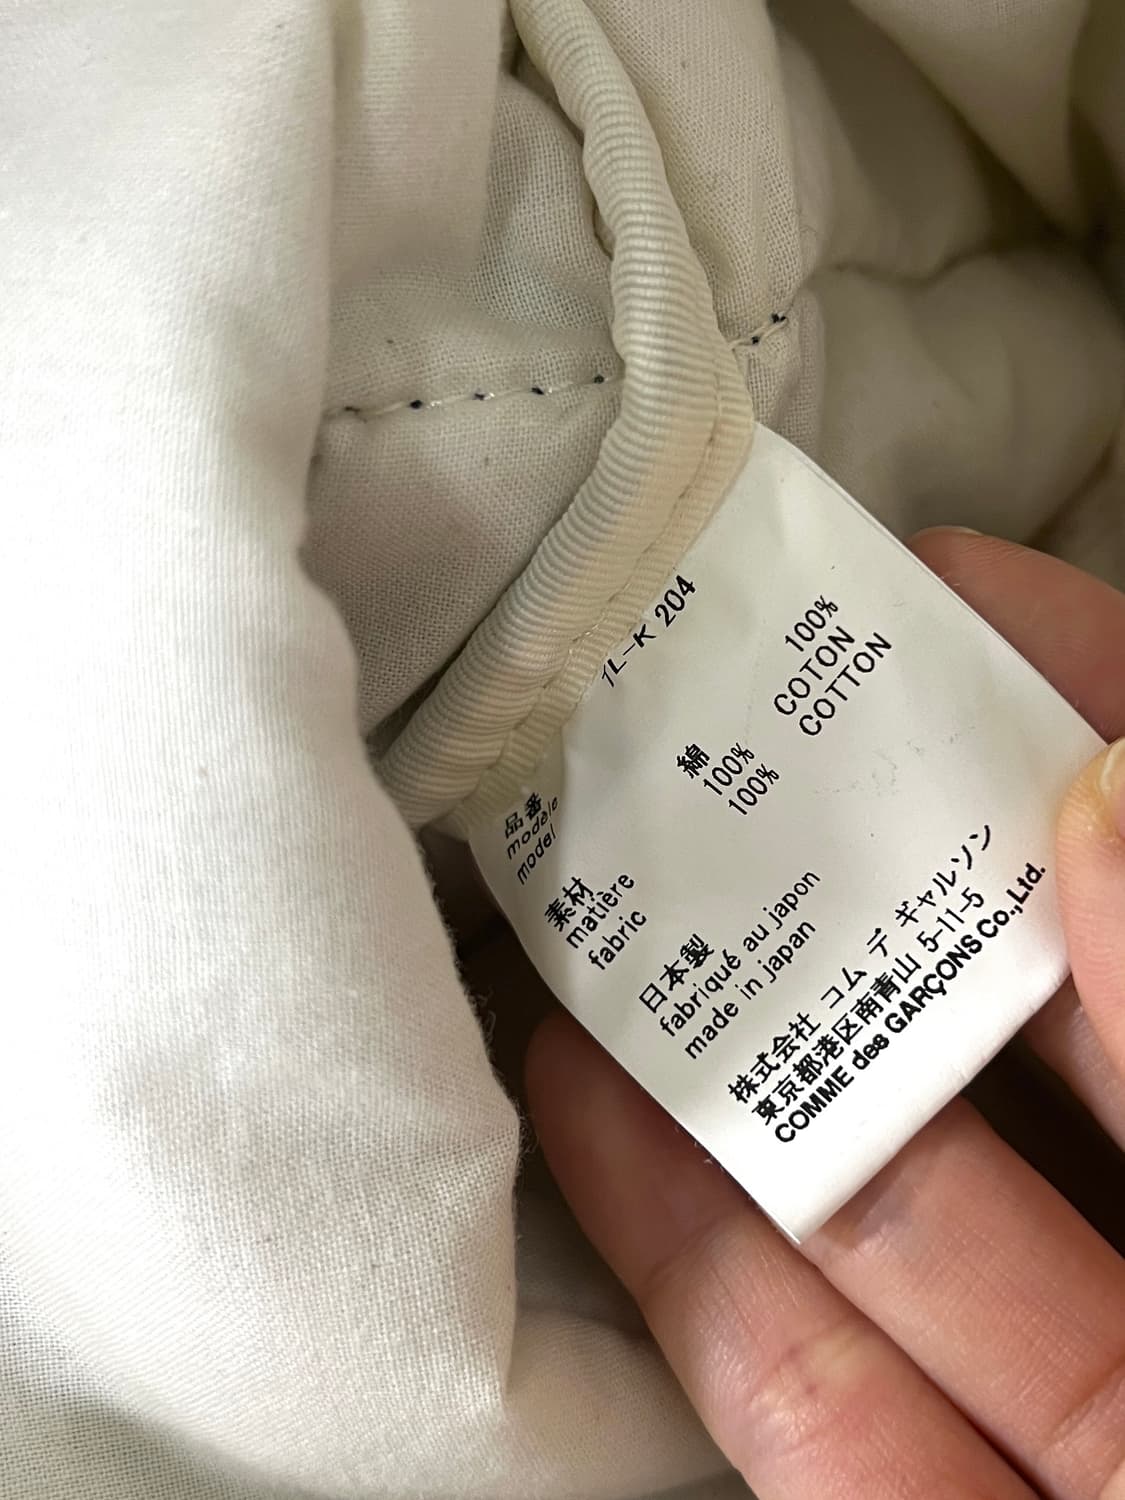 品番
modèle
model
1L-K 204
素材
matière
fabric
綿
100%
100%
100%
COTON
COTTON
日本製
fabriqué au japon
made in japan
株式会社 コム デ ギャルソン
東京都港区南青山 5-11-5
COMME des GARÇONS Co.,Ltd.